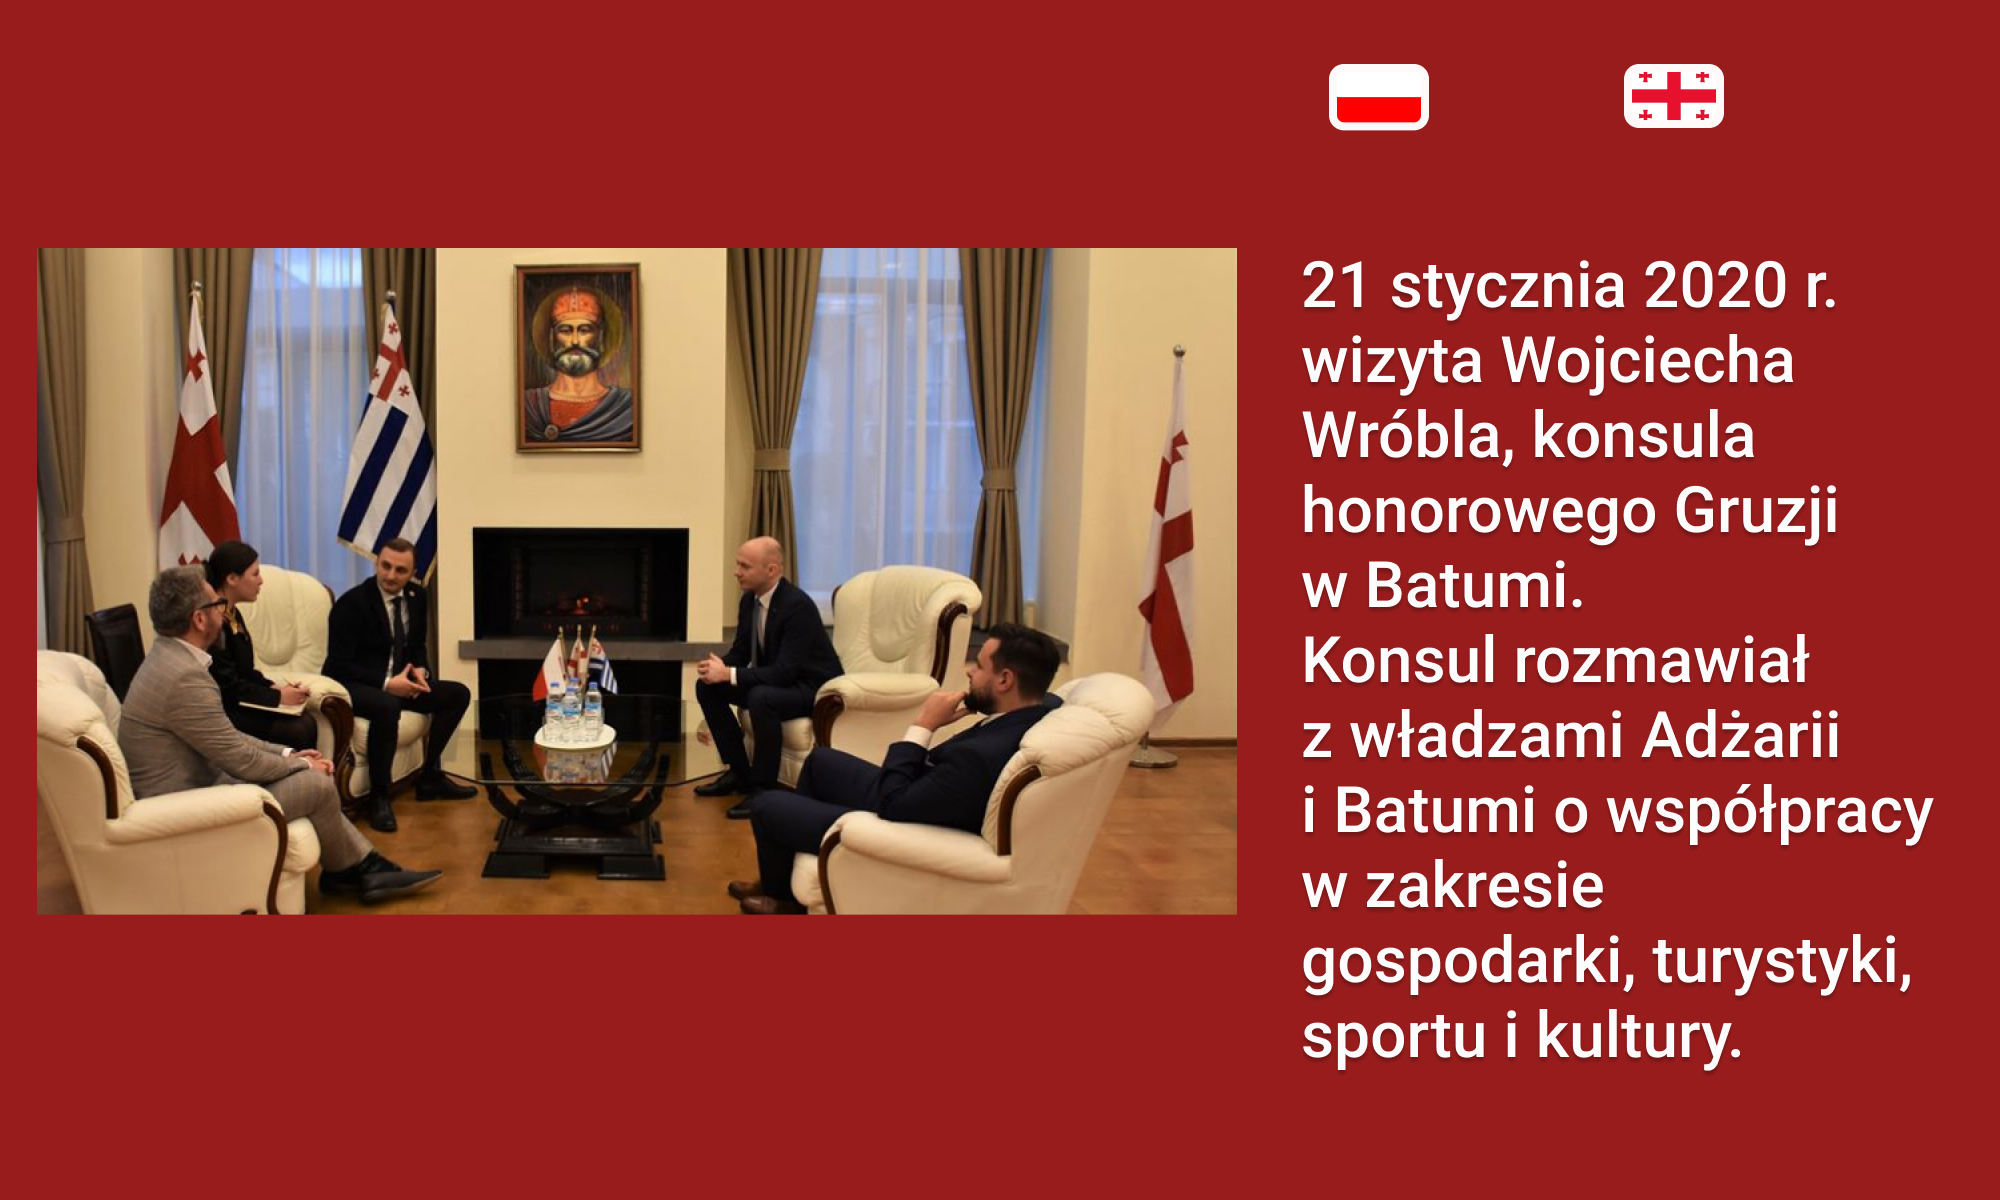 21 stycznia 2020 r.
wizyta Wojciecha
Wróbla, konsula
honorowego Gruzji
w Batumi.
Konsul rozmawiał
z władzami Adżarii
i Batumi o współpracy
w zakresie
gospodarki, turystyki,
sportu i kultury.